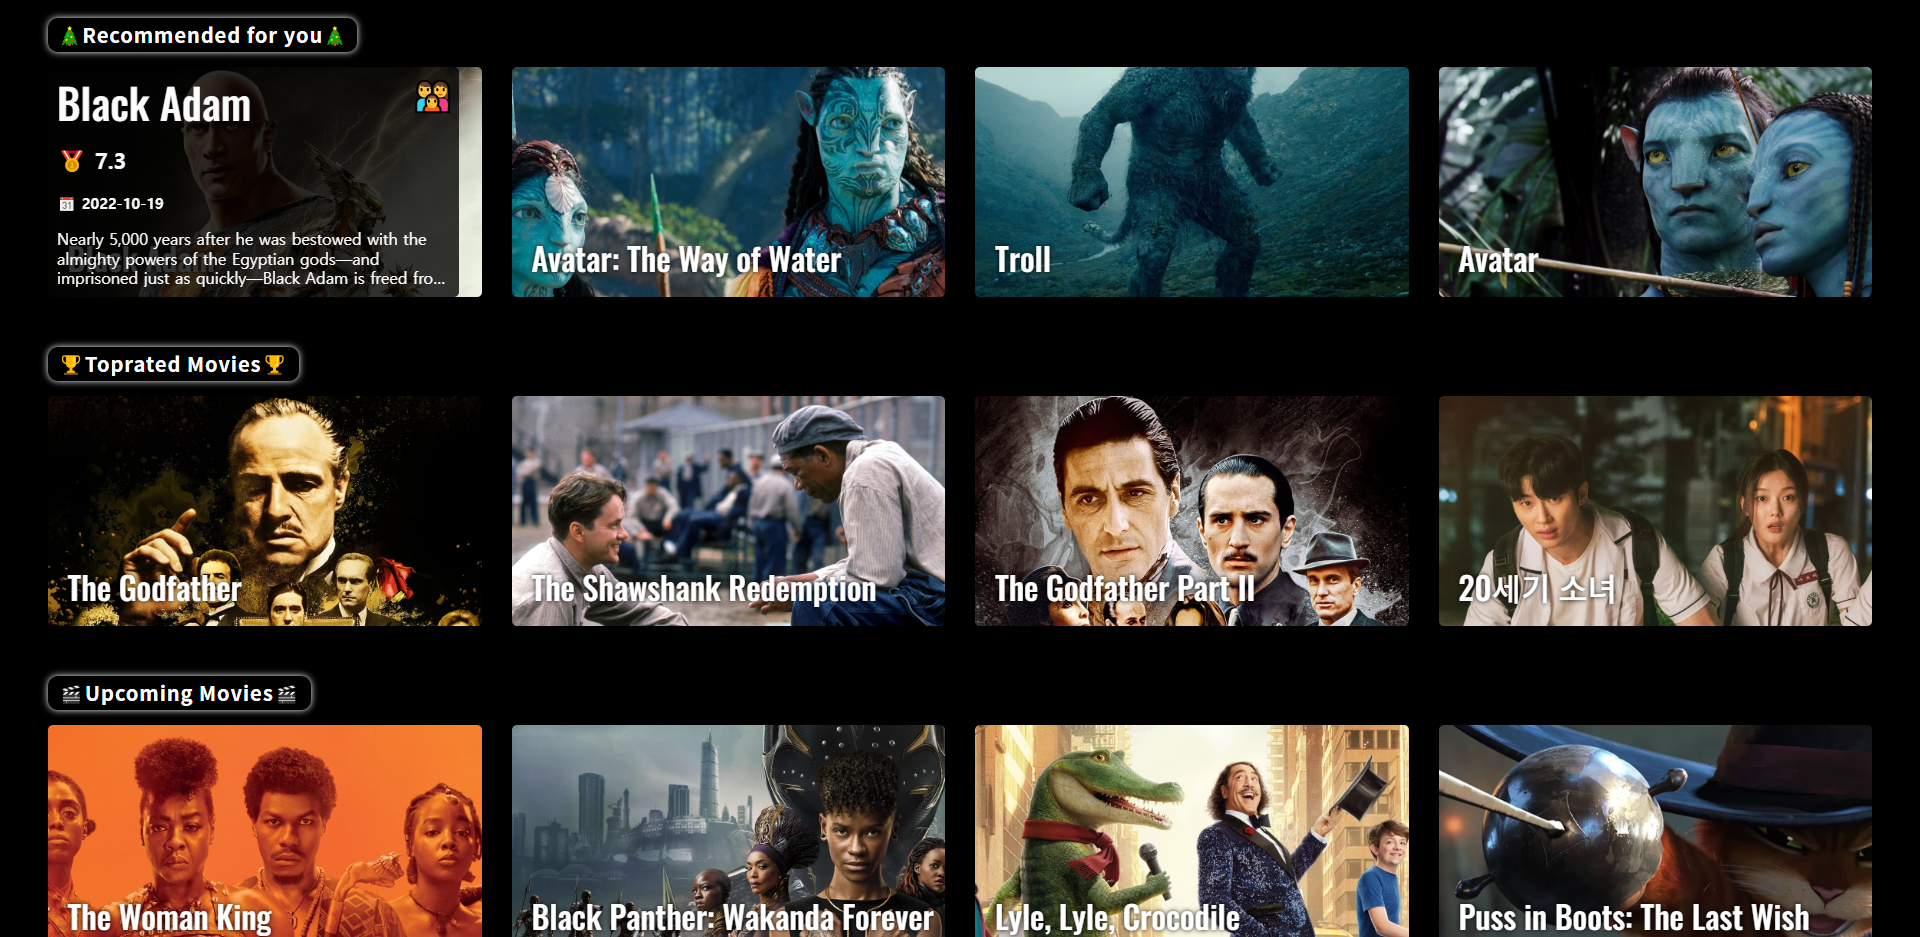 🎄Recommended for you🎄
Black Adam
7.3
2022-10-19
Nearly 5,000 years after he was bestowed with the
almighty powers of the Egyptian gods—and
imprisoned just as quickly—Black Adam is freed fro...
Black Adam
Avatar: The Way of Water
Troll
Avatar
🏆Toprated Movies🏆
The Godfather
The Shawshank Redemption
The Godfather Part II
20세기 소녀
🎬Upcoming Movies🎬
The Woman King
Black Panther: Wakanda Forever
Lyle, Lyle, Crocodile
Puss in Boots: The Last Wish